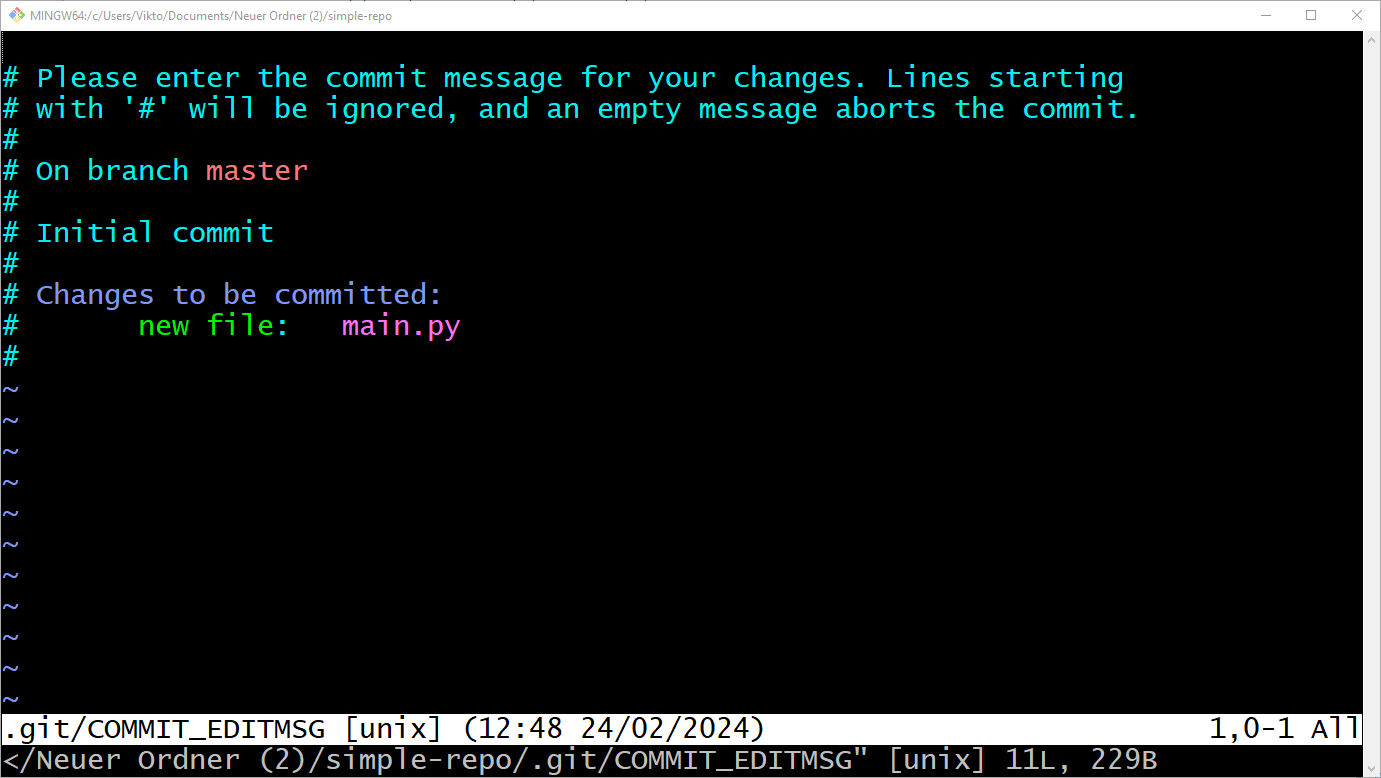 MINGW64:/c/Users/Vikto/Documents/Neuer Ordner (2)/simple-repo
# Please enter the commit message for your changes. Lines starting
# with '#' will be ignored, and an empty message aborts the commit.
#
# On branch master
#
# Initial commit
#
# Changes to be committed:
#       new file:   main.py
#
~
~
~
~
~
~
~
~
~
~
~
.git/COMMIT_EDITMSG [unix] (12:48 24/02/2024) 1,0-1 All
</Neuer Ordner (2)/simple-repo/.git/COMMIT_EDITMSG" [unix] 11L, 229B